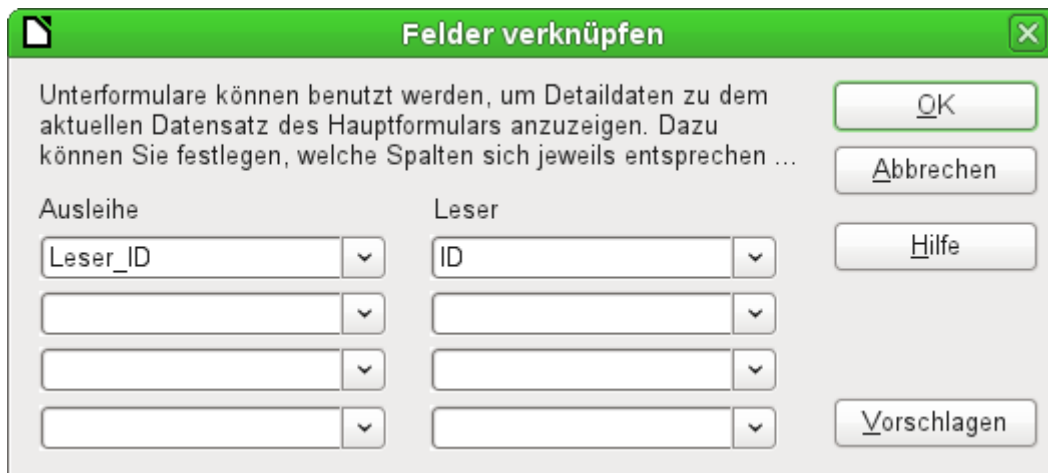 Felder verknüpfen
Unterformulare können benutzt werden, um Detaildaten zu dem
aktuellen Datensatz des Hauptformulars anzuzeigen. Dazu
können Sie festlegen, welche Spalten sich jeweils entsprechen ...
OK
Abbrechen
Hilfe
Ausleihe Leser
Leser_ID ID
Vorschlagen